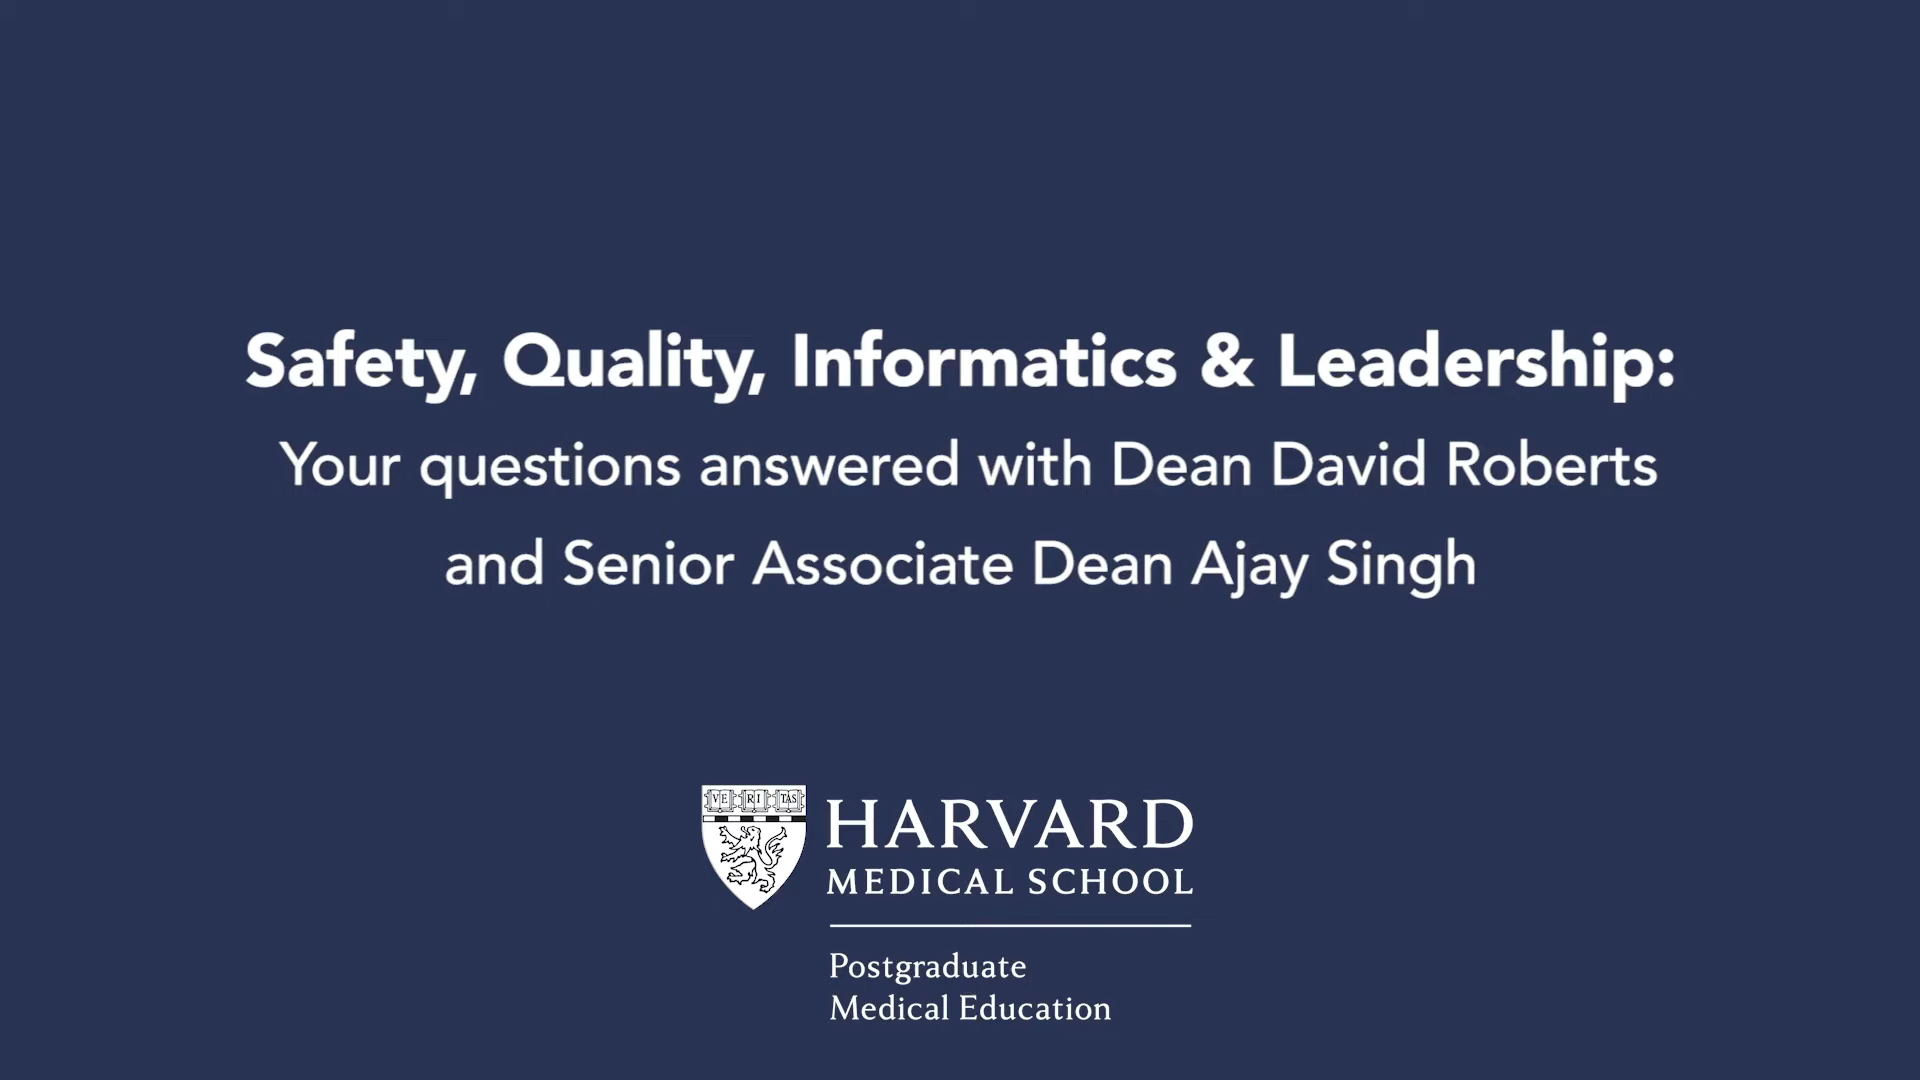 Safety, Quality, Informatics & Leadership:
Your questions answered with Dean David Roberts
and Senior Associate Dean Ajay Singh
VE RI TAS
HARVARD
MEDICAL SCHOOL
Postgraduate
Medical Education